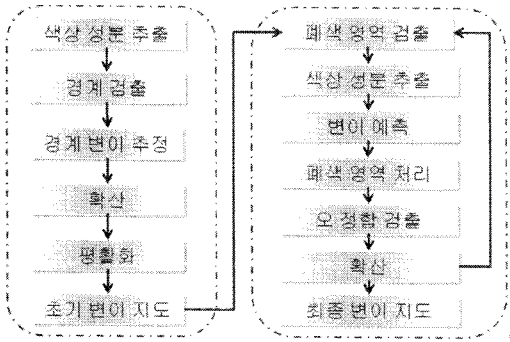 색상 성분 추출
경계 검출
경계 변이 추정
확산
평활화
초기 변이 지도
폐색 영역 검출
색상 성분 추출
변이 예측
폐색 영역 처리
오 정합 검출
확산
최종 변이 지도